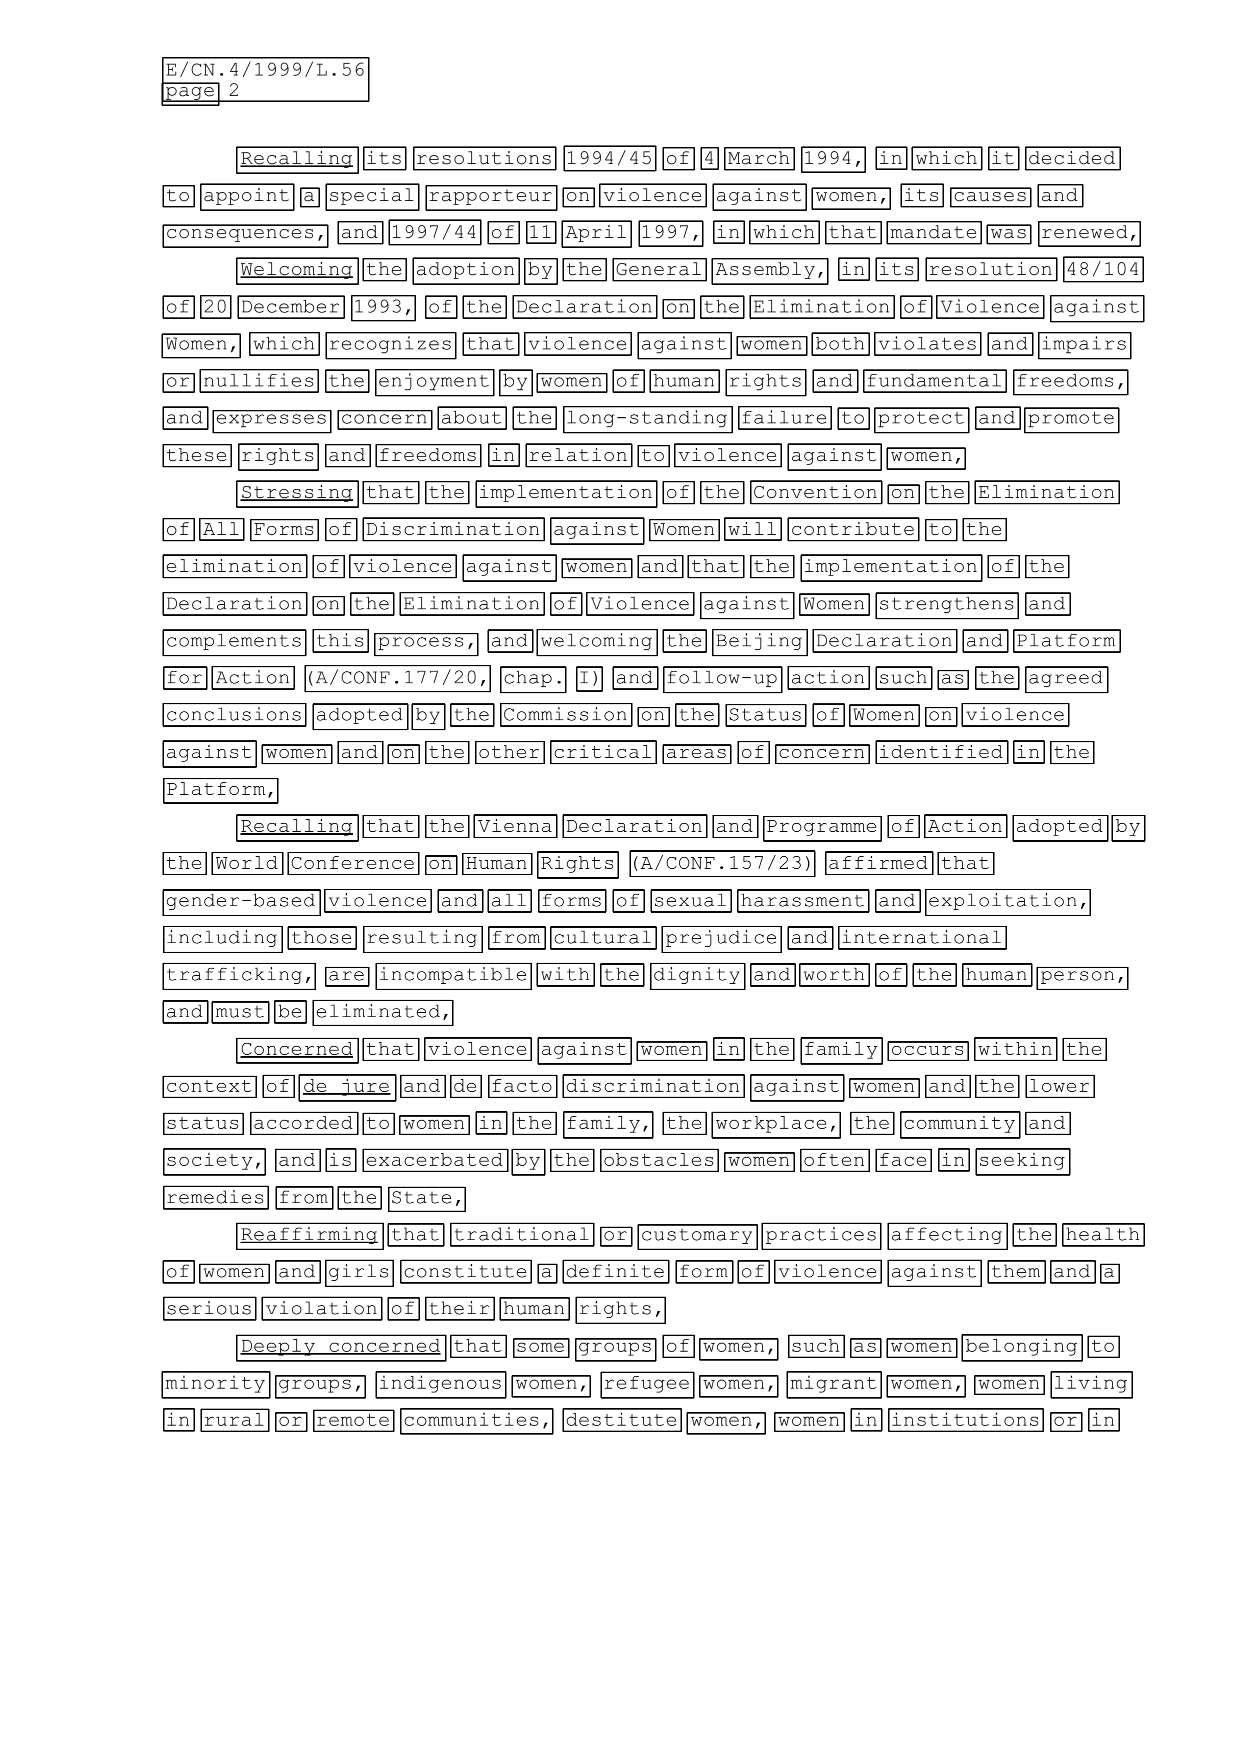 E/CN.4/1999/L.56
page 2
Recalling its resolutions 1994/45 of 4 March 1994, in which it decided
to appoint a special rapporteur on violence against women, its causes and
consequences, and 1997/44 of 11 April 1997, in which that mandate was renewed,
Welcoming the adoption by the General Assembly, in its resolution 48/104
of 20 December 1993, of the Declaration on the Elimination of Violence against
Women, which recognizes that violence against women both violates and impairs
or nullifies the enjoyment by women of human rights and fundamental freedoms,
and expresses concern about the long-standing failure to protect and promote
these rights and freedoms in relation to violence against women,
Stressing that the implementation of the Convention on the Elimination
of All Forms of Discrimination against Women will contribute to the
elimination of violence against women and that the implementation of the
Declaration on the Elimination of Violence against Women strengthens and
complements this process, and welcoming the Beijing Declaration and Platform
for Action (A/CONF.177/20, chap. I) and follow-up action such as the agreed
conclusions adopted by the Commission on the Status of Women on violence
against women and on the other critical areas of concern identified in the
Platform,
Recalling that the Vienna Declaration and Programme of Action adopted by
the World Conference on Human Rights (A/CONF.157/23) affirmed that
gender-based violence and all forms of sexual harassment and exploitation,
including those resulting from cultural prejudice and international
trafficking, are incompatible with the dignity and worth of the human person,
and must be eliminated,
Concerned that violence against women in the family occurs within the
context of de jure and de facto discrimination against women and the lower
status accorded to women in the family, the workplace, the community and
society, and is exacerbated by the obstacles women often face in seeking
remedies from the State,
Reaffirming that traditional or customary practices affecting the health
of women and girls constitute a definite form of violence against them and a
serious violation of their human rights,
Deeply concerned that some groups of women, such as women belonging to
minority groups, indigenous women, refugee women, migrant women, women living
in rural or remote communities, destitute women, women in institutions or in